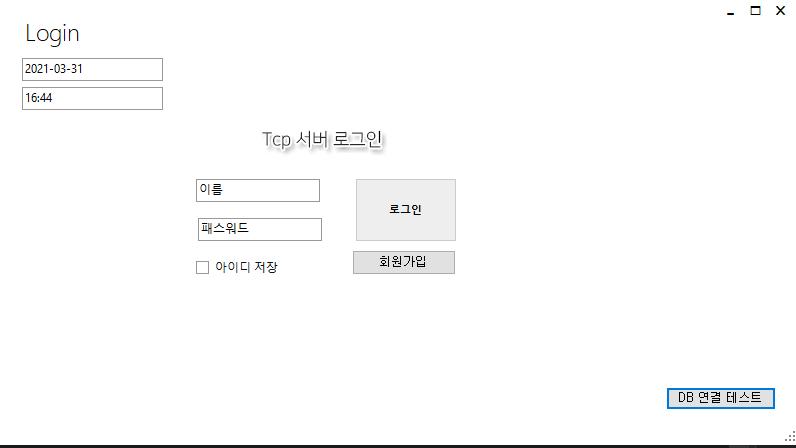 Login
2021-03-31
16:44
Tcp 서버 로그인
이름
로그인
패스워드
아이디 저장
회원가입
DB 연결 테스트